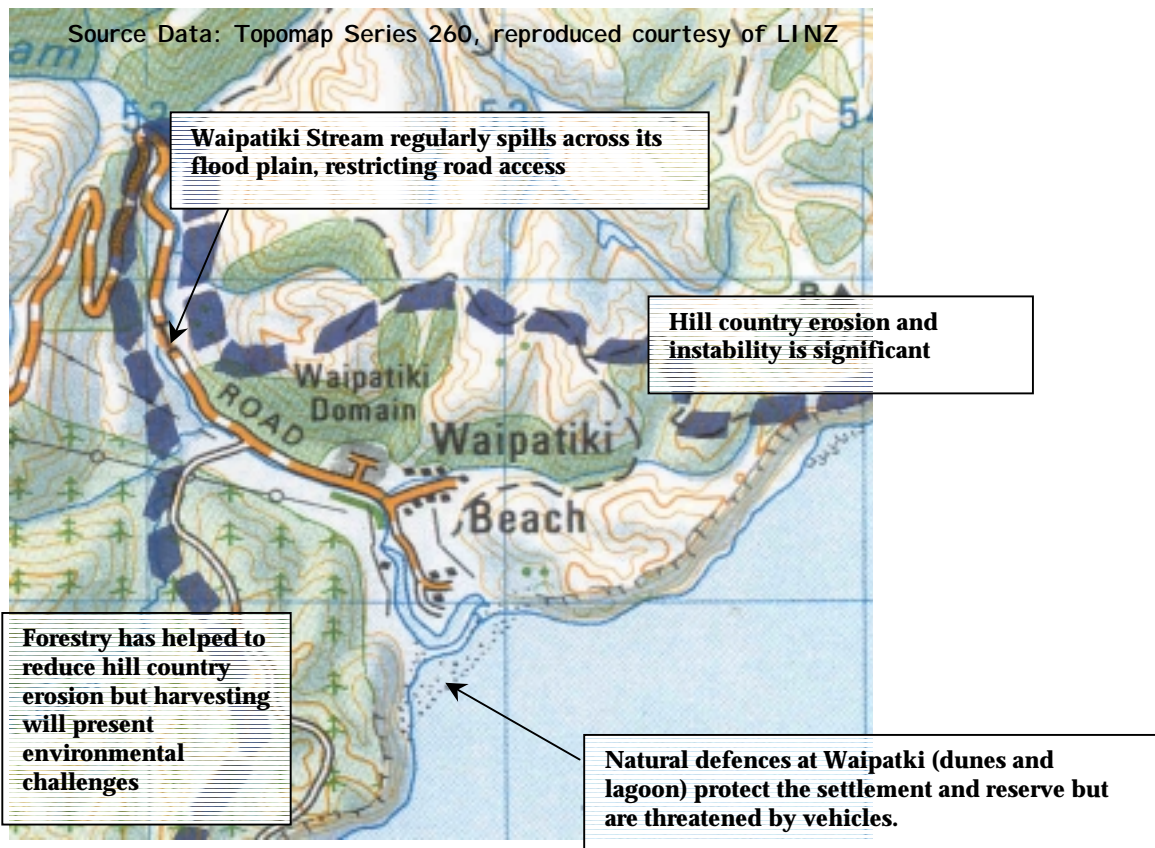 Source Data: Topomap Series 260, reproduced courtesy of LINZ
am
52
53
Waipatiki Stream regularly spills across its
flood plain, restricting road access
Hill country erosion and
instability is significant
Waipatiki
Domain
ROAD
Waipatiki
Beach
Forestry has helped to
reduce hill country
erosion but harvesting
will present
environmental
challenges
Natural defences at Waipatki (dunes and
lagoon) protect the settlement and reserve but
are threatened by vehicles.